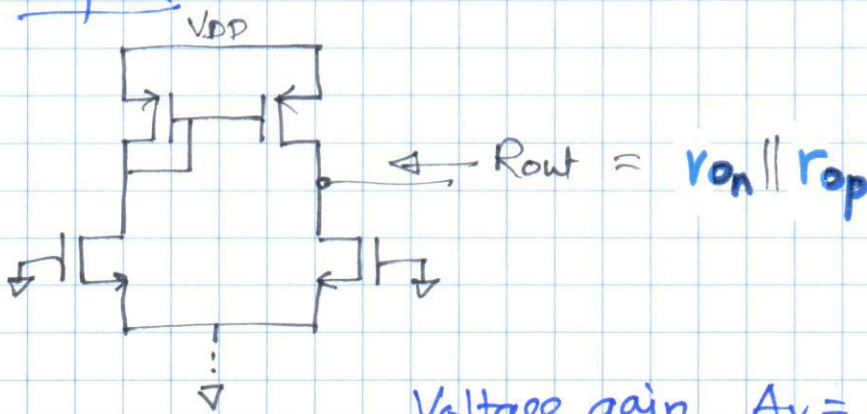 VDD
Rout = ron || rop
Voltage gain Av =